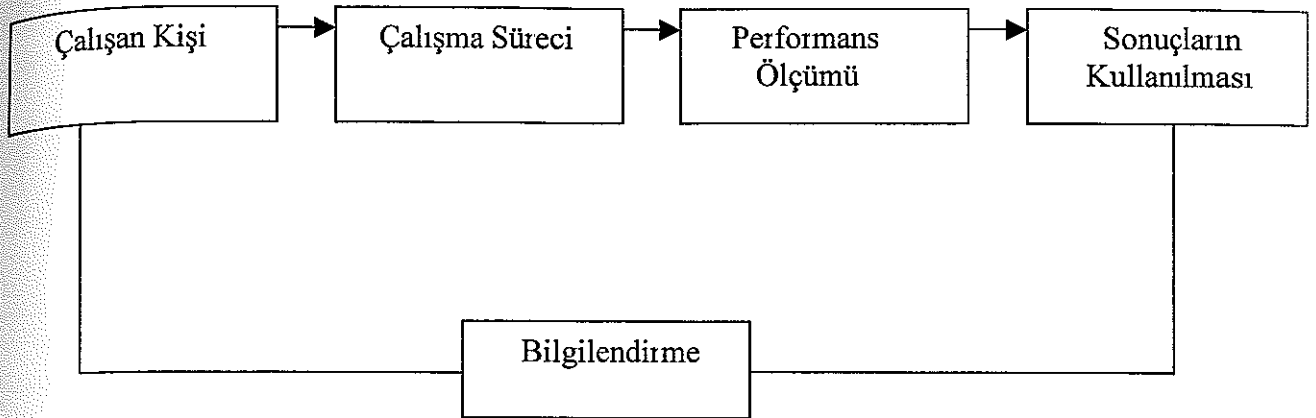 Çalışan Kişi
Çalışma Süreci
Performans
Ölçümü
Sonuçların
Kullanılması
Bilgilendirme